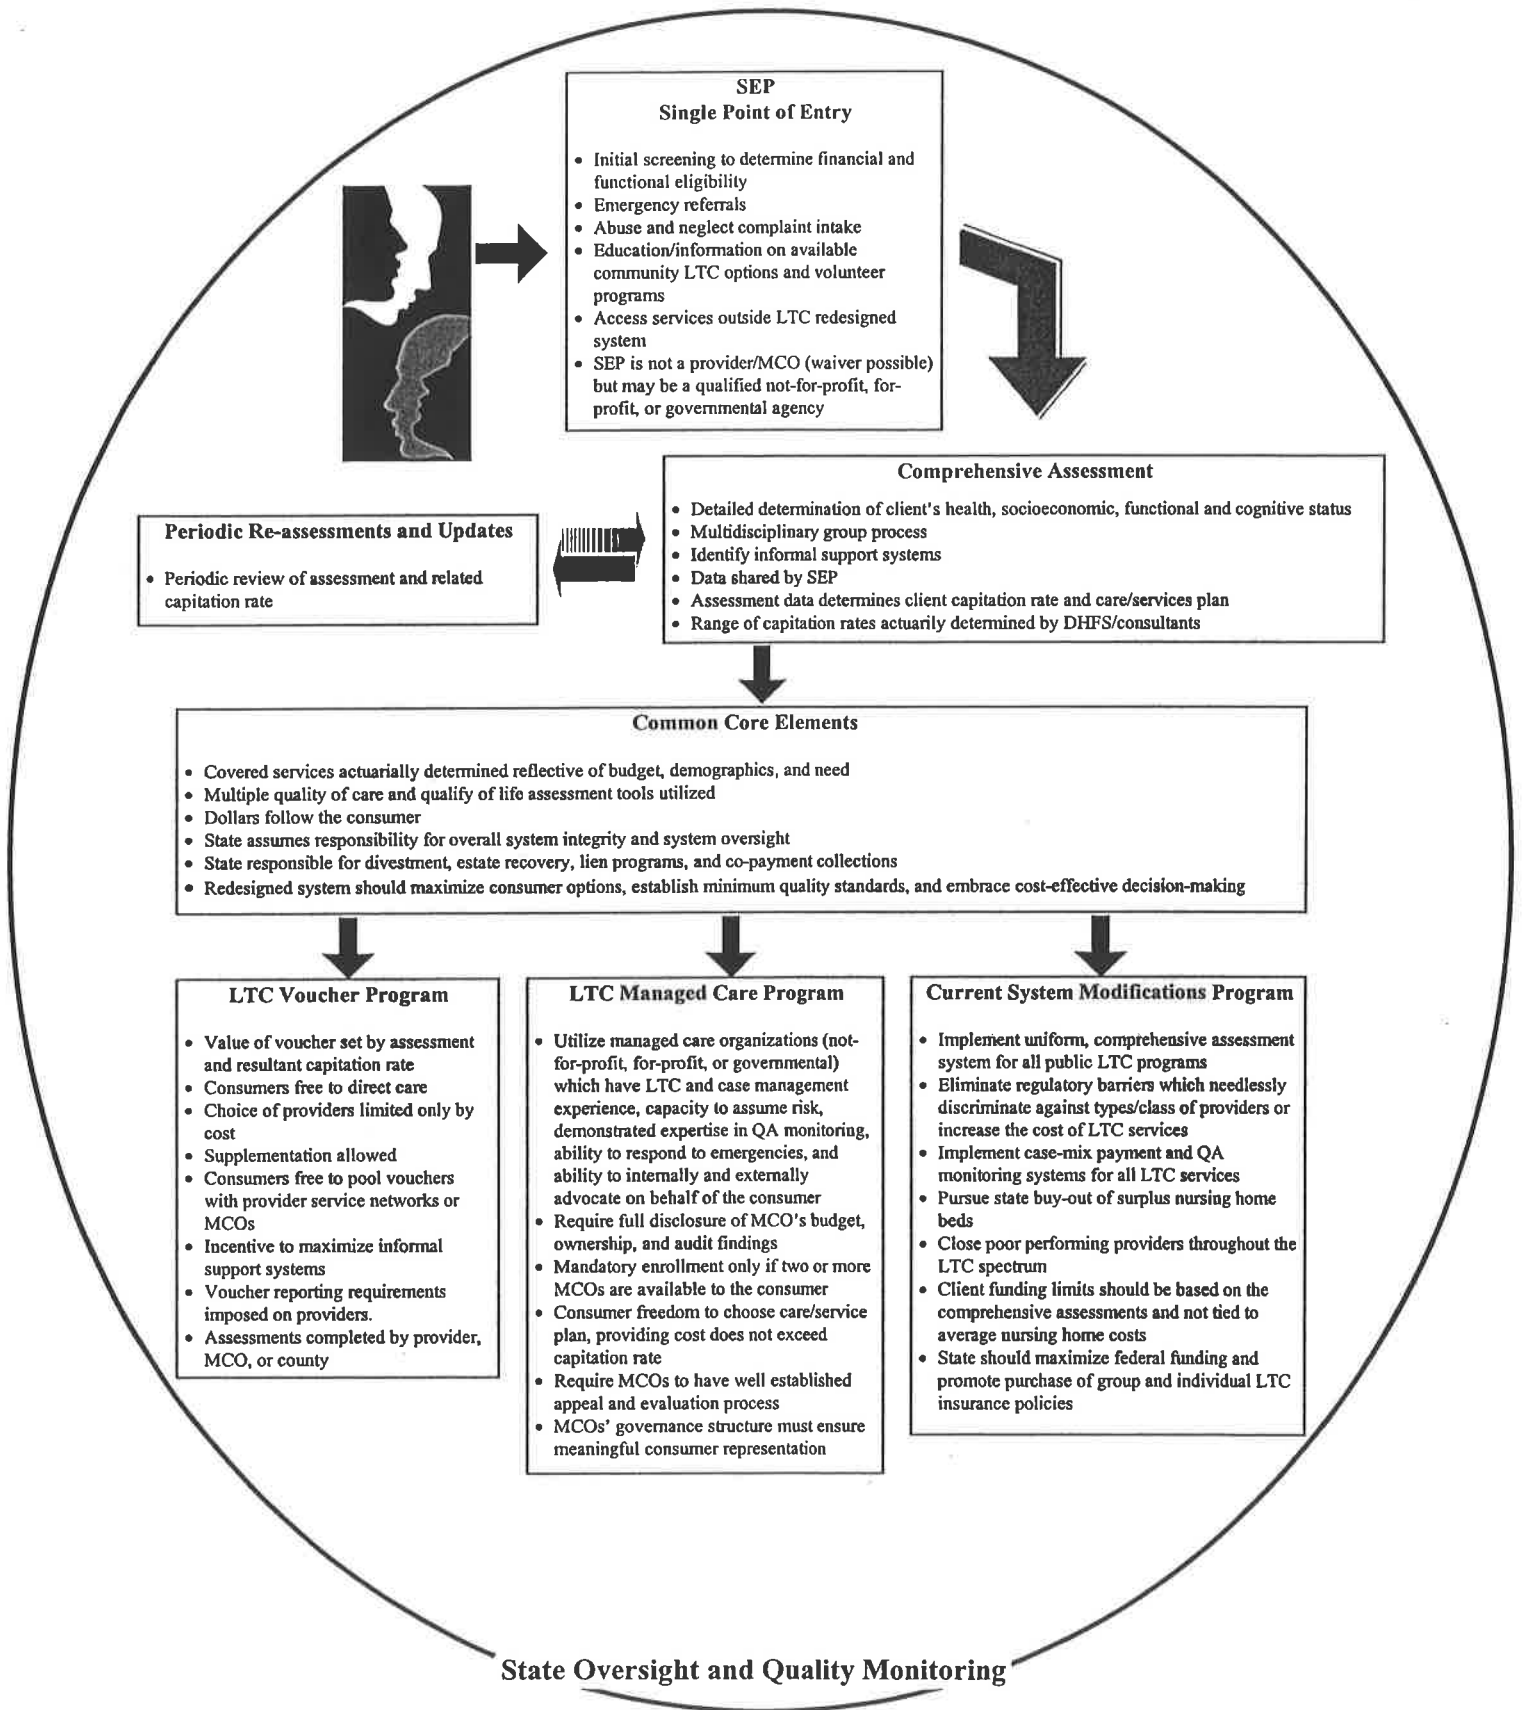 SEP
Single Point of Entry
• Initial screening to determine financial and
functional eligibility
• Emergency referrals
• Abuse and neglect complaint intake
• Education/information on available
community LTC options and volunteer
programs
• Access services outside LTC redesigned
system
• SEP is not a provider/MCO (waiver possible)
but may be a qualified not-for-profit, for-
profit, or governmental agency
Comprehensive Assessment
• Detailed determination of client's health, socioeconomic, functional and cognitive status
• Multidisciplinary group process
• Identify informal support systems
• Data shared by SEP
• Assessment data determines client capitation rate and care/services plan
• Range of capitation rates actuarily determined by DHFS/consultants
Periodic Re-assessments and Updates
• Periodic review of assessment and related
capitation rate
Common Core Elements
• Covered services actuarially determined reflective of budget, demographics, and need
• Multiple quality of care and qualify of life assessment tools utilized
• Dollars follow the consumer
• State assumes responsibility for overall system integrity and system oversight
• State responsible for divestment, estate recovery, lien programs, and co-payment collections
• Redesigned system should maximize consumer options, establish minimum quality standards, and embrace cost-effective decision-making
LTC Voucher Program
• Value of voucher set by assessment
and resultant capitation rate
• Consumers free to direct care
• Choice of providers limited only by
cost
• Supplementation allowed
• Consumers free to pool vouchers
with provider service networks or
MCOs
• Incentive to maximize informal
support systems
• Voucher reporting requirements
imposed on providers.
• Assessments completed by provider,
MCO, or county
LTC Managed Care Program
• Utilize managed care organizations (not-
for-profit, for-profit, or governmental)
which have LTC and case management
experience, capacity to assume risk,
demonstrated expertise in QA monitoring,
ability to respond to emergencies, and
ability to internally and externally
advocate on behalf of the consumer
• Require full disclosure of MCO's budget,
ownership, and audit findings
• Mandatory enrollment only if two or more
MCOs are available to the consumer
• Consumer freedom to choose care/service
plan, providing cost does not exceed
capitation rate
• Require MCOs to have well established
appeal and evaluation process
• MCOs' governance structure must ensure
meaningful consumer representation
Current System Modifications Program
• Implement uniform, comprehensive assessment
system for all public LTC programs
• Eliminate regulatory barriers which needlessly
discriminate against types/class of providers or
increase the cost of LTC services
• Implement case-mix payment and QA
monitoring systems for all LTC services
• Pursue state buy-out of surplus nursing home
beds
• Close poor performing providers throughout the
LTC spectrum
• Client funding limits should be based on the
comprehensive assessments and not tied to
average nursing home costs
• State should maximize federal funding and
promote purchase of group and individual LTC
insurance policies
State Oversight and Quality Monitoring